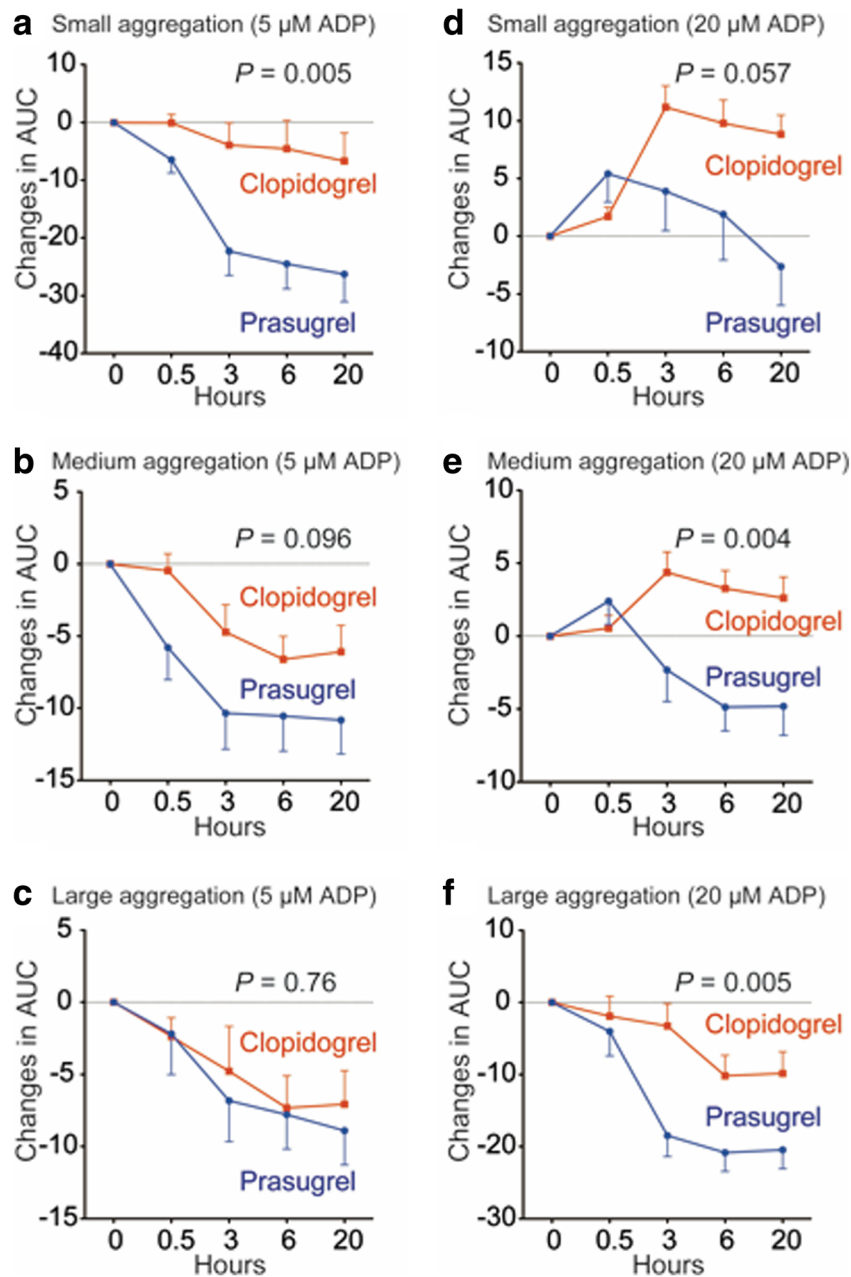 a Small aggregation (5 μM ADP)
10
0
-10
-20
-30
-40
Changes in AUC
P = 0.005
Clopidogrel
Prasugrel
0 0.5 3 6 20
Hours
d Small aggregation (20 μM ADP)
15
10
5
0
-5
-10
Changes in AUC
P = 0.057
Clopidogrel
Prasugrel
0 0.5 3 6 20
Hours
b Medium aggregation (5 μM ADP)
5
0
-5
-10
-15
Changes in AUC
P = 0.096
Clopidogrel
Prasugrel
0 0.5 3 6 20
Hours
e Medium aggregation (20 μM ADP)
10
5
0
-5
-10
Changes in AUC
P = 0.004
Clopidogrel
Prasugrel
0 0.5 3 6 20
Hours
c Large aggregation (5 μM ADP)
5
0
-5
-10
-15
Changes in AUC
P = 0.76
Clopidogrel
Prasugrel
0 0.5 3 6 20
Hours
f Large aggregation (20 μM ADP)
10
0
-10
-20
-30
Changes in AUC
P = 0.005
Clopidogrel
Prasugrel
0 0.5 3 6 20
Hours